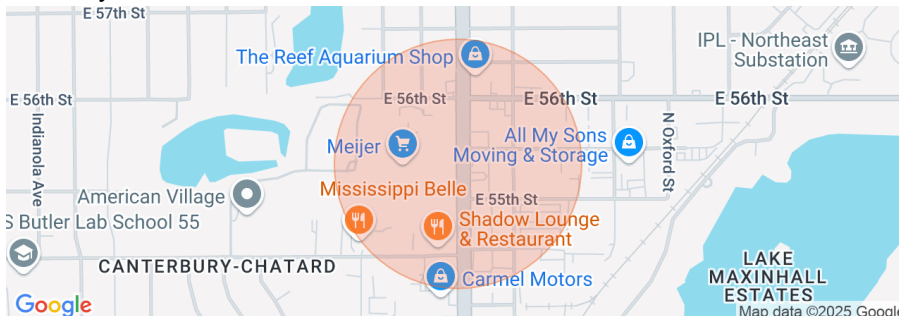 E 57th St
The Reef Aquarium Shop
IPL - Northeast
Substation
E 56th St
E 56th St
E 56th St
E 56th St
Indianola Ave
N Oxford St
Meijer
All My Sons
Moving & Storage
American Village
Mississippi Belle
E 55th St
S Butler Lab School 55
Shadow Lounge
& Restaurant
CANTERBURY-CHATARD
Carmel Motors
LAKE
MAXINHALL
ESTATES
Google
Map data ©2025 Google